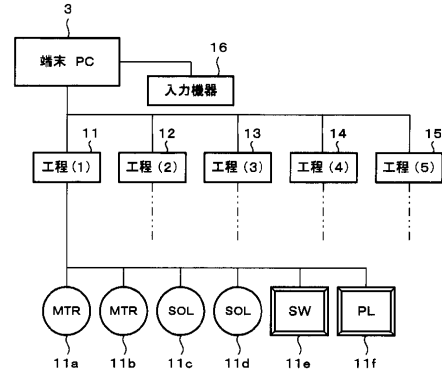 3
端末 PC
16
入力機器
11 12 13 14 15
工程(1) 工程(2) 工程(3) 工程(4) 工程(5)
MTR MTR SOL SOL SW PL
11a 11b 11c 11d 11e 11f